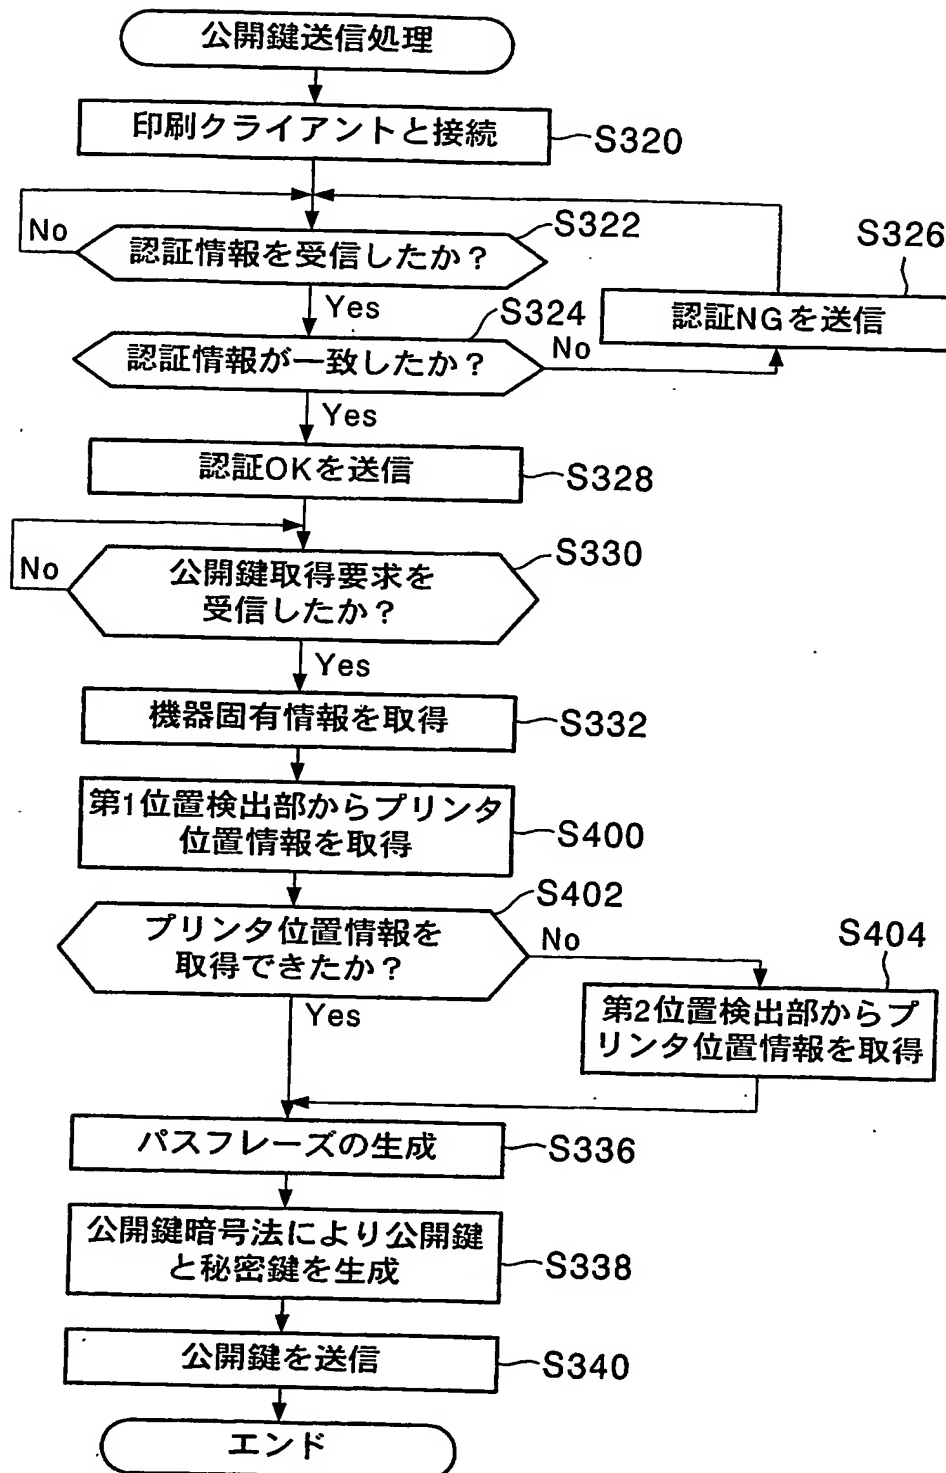 公開鍵送信処理
印刷クライアントと接続
S320
No
認証情報を受信したか?
S322
S326
Yes
認証NGを送信
S324
認証情報が一致したか?
No
Yes
認証OKを送信
S328
No
公開鍵取得要求を
受信したか?
S330
Yes
機器固有情報を取得
S332
第1位置検出部からプリンタ
位置情報を取得
S400
S402
プリンタ位置情報を
取得できたか?
No
S404
Yes
第2位置検出部からプ
リンタ位置情報を取得
パスフレーズの生成
S336
公開鍵暗号法により公開鍵
と秘密鍵を生成
S338
公開鍵を送信
S340
エンド